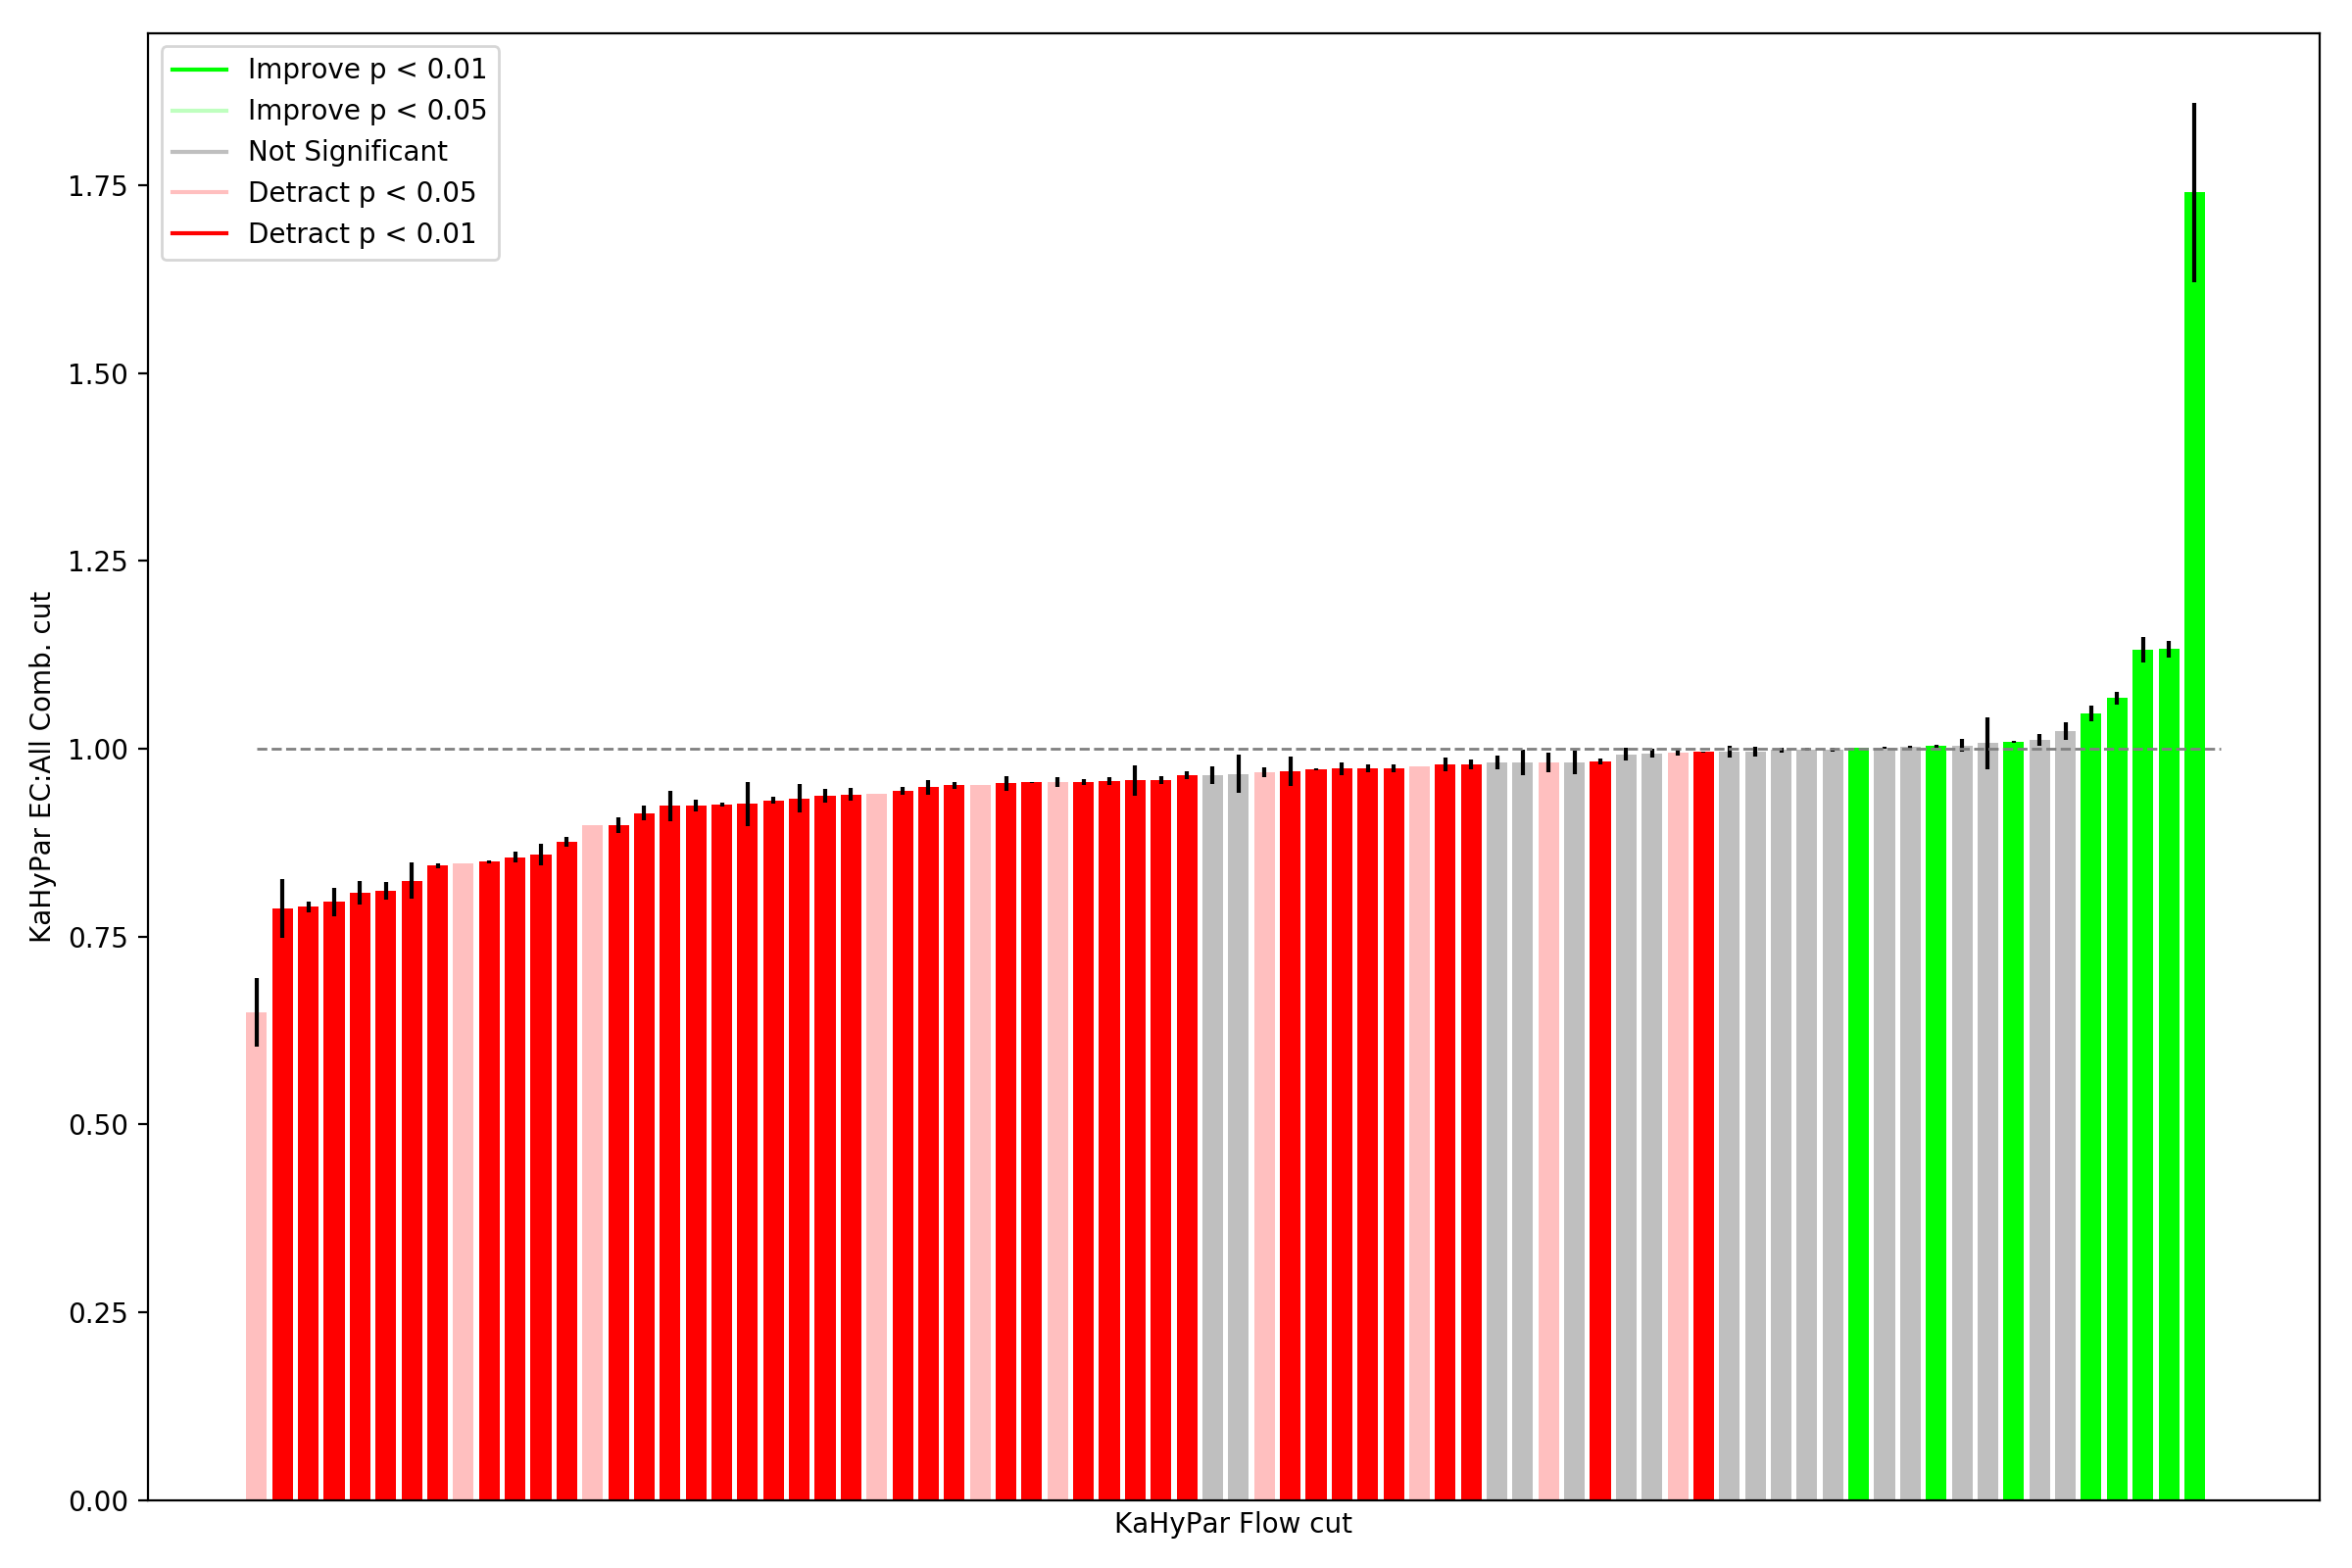 Improve p < 0.01
Improve p < 0.05
Not Significant
Detract p < 0.05
Detract p < 0.01
1.75
1.50
1.25
1.00
0.75
0.50
0.25
0.00
KaHyPar EC:All Comb. cut
KaHyPar Flow cut